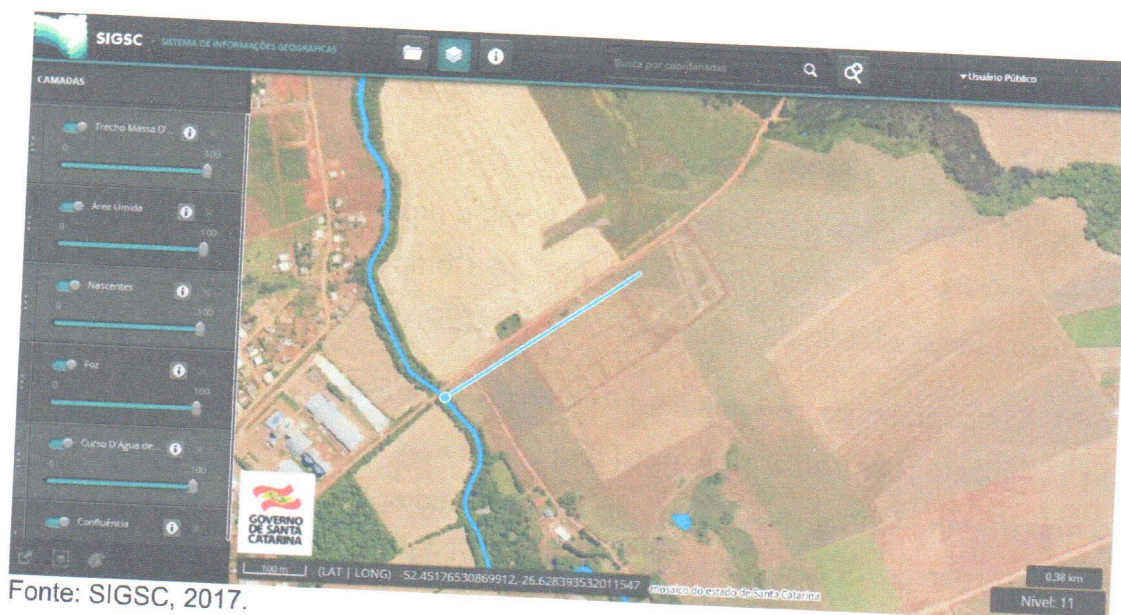 SIGSC - SISTEMA DE INFORMAÇÕES GEOGRÁFICAS
Busca por coordenadas
Usuário Público
CAMADAS
Trecho Massa D'...
0
100
Área Úmida
0
100
Nascentes
0
100
Foz
0
100
Curso D'Água de...
0
100
Confluência
GOVERNO
DE SANTA
CATARINA
100 m
(LAT | LONG) -52.45176530869912,-26.628393532011547
mosaico do estado de Santa Catarina
0.38 km
Nível: 11
Fonte: SIGSC, 2017.